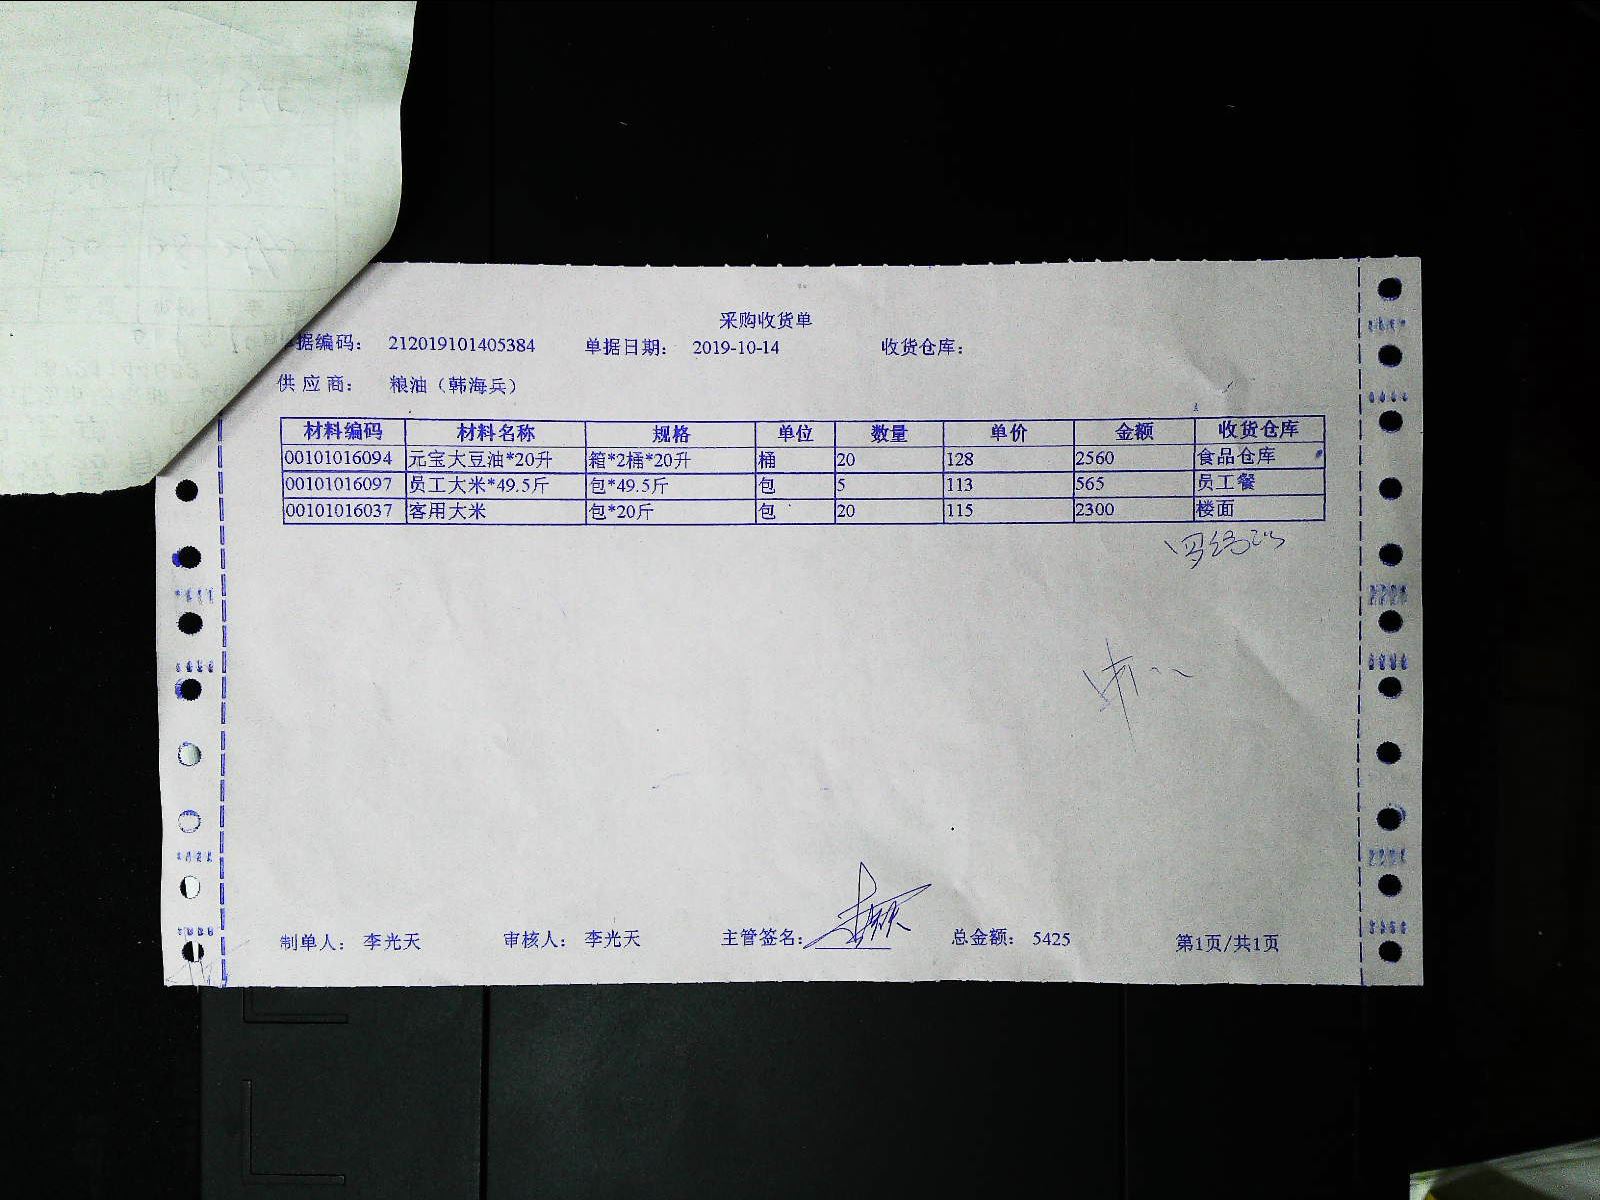 采购收货单
据编码： 212019101405384 单据日期： 2019-10-14 收货仓库：
供应商： 粮油（韩海兵）
材料编码 材料名称 规格 单位 数量 单价 金额 收货仓库
00101016094 元宝大豆油*20升 箱*2桶*20升 桶 20 128 2560 食品仓库
00101016097 员工大米*49.5斤 包*49.5斤 包 5 113 565 员工餐
00101016037 客用大米 包*20斤 包 20 115 2300 楼面
制单人： 李光天 审核人： 李光天 主管签名： 总金额： 5425 第1页/共1页